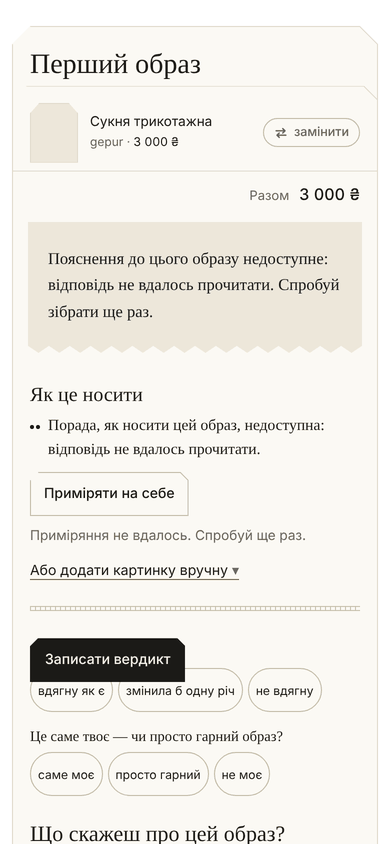 Перший образ
Сукня трикотажна
gepur · 3 000 ₴
⇄ замінити
Разом 3 000 ₴
Пояснення до цього образу недоступне:
відповідь не вдалось прочитати. Спробуй
зібрати ще раз.
Як це носити
•• Порада, як носити цей образ, недоступна:
відповідь не вдалось прочитати.
Приміряти на себе
Приміряння не вдалось. Спробуй ще раз.
Або додати картинку вручну ▾
Записати вердикт
вдягну як є
змінила б одну річ
не вдягну
Це саме твоє — чи просто гарний образ?
саме моє
просто гарний
не моє
Що скажеш про цей образ?